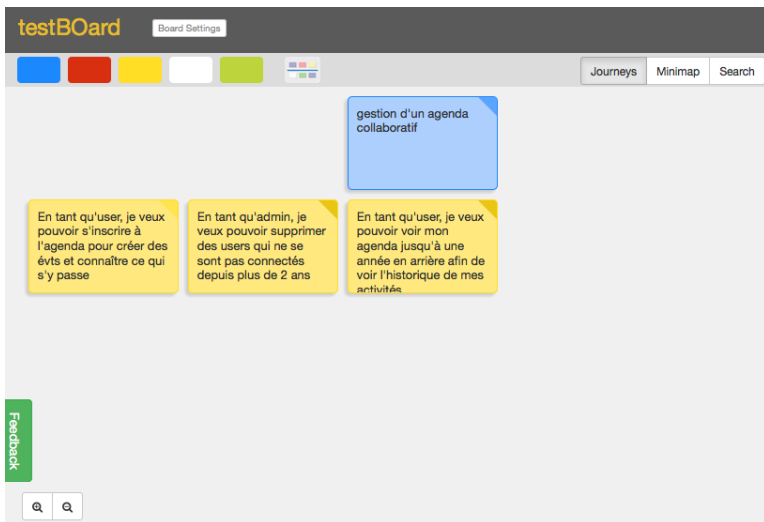 testBOard
Board Settings
Journeys
Minimap
Search
gestion d'un agenda
collaboratif
En tant qu'user, je veux
pouvoir s'inscrire à
l'agenda pour créer des
évts et connaître ce qui
s'y passe
En tant qu'admin, je
veux pouvoir supprimer
des users qui ne se
sont pas connectés
depuis plus de 2 ans
En tant qu'user, je veux
pouvoir voir mon
agenda jusqu'à une
année en arrière afin de
voir l'historique de mes
activités
Feedback